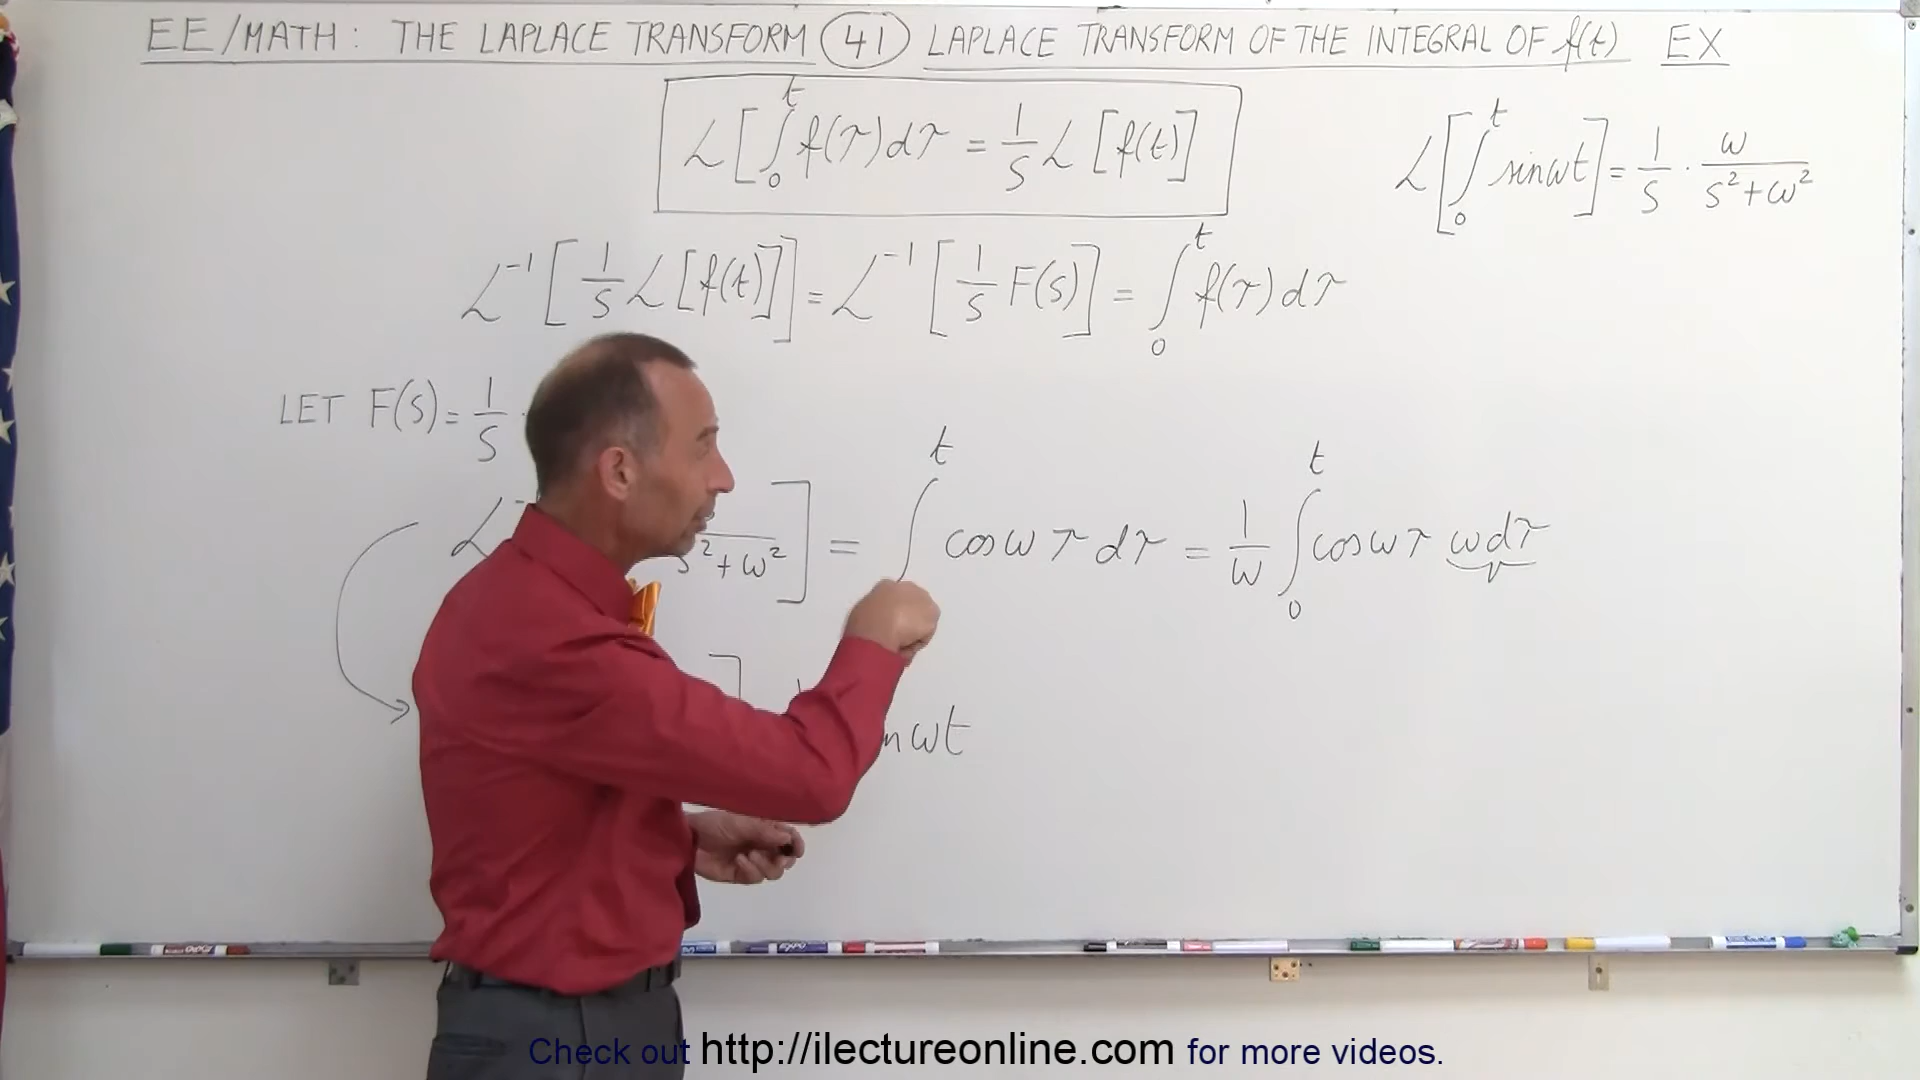 EE/MATH: THE LAPLACE TRANSFORM 41 LAPLACE TRANSFORM OF THE INTEGRAL OF f(t) EX
ℒ[∫₀ᵗ f(τ)dτ = 1/S ℒ[f(t)]
ℒ[∫₀ᵗ sinωt] = 1/S · ω/(S²+ω²)
ℒ⁻¹[1/S ℒ[f(t)]] = ℒ⁻¹[1/S F(S)] = ∫₀ᵗ f(τ)dτ
LET F(S) = 1/S ·
ℒ⁻ S²+ω²] = ∫ᵗ cosωτ dτ = 1/ω ∫₀ᵗ cosωτ ωdτ
] nωt
EXPO
Check out http://ilectureonline.com for more videos.